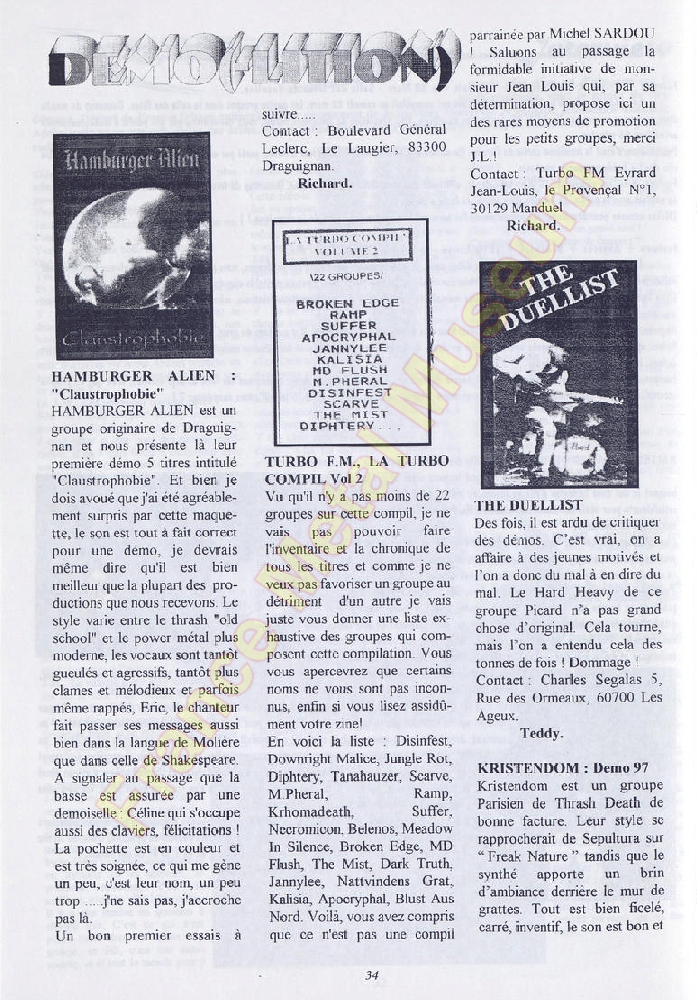 DEMO(-LITION)
Hamburger Alien
Claustrophobie
HAMBURGER ALIEN :
"Claustrophobie"
HAMBURGER ALIEN est un
groupe originaire de Draguig-
nan et nous présente là leur
première démo 5 titres intitulé
"Claustrophobie". Et bien je
dois avoué que j'ai été agréable-
ment surpris par cette maque-
tte, le son est tout à fait correct
pour une démo, je devrais
même dire qu'il est bien
meilleur que la plupart des pro-
ductions que nous recevons. Le
style varie entre le thrash "old
school" et le power métal plus
moderne, les vocaux sont tantôt
gueulés et agressifs, tantôt plus
clames et mélodieux et parfois
même rappés, Eric, le chanteur
fait passer ses messages aussi
bien dans la langue de Molière
que dans celle de Shakespeare.
A signaler au passage que la
basse est assurée par une
demoiselle : Céline qui s'occupe
aussi des claviers, félicitations !
La pochette est en couleur et
est très soignée, ce qui me gène
un peu, c'est leur nom, un peu
trop .....j'ne sais pas, j'accroche
pas là.
Un bon premier essais à
suivre.....
Contact : Boulevard Général
Leclerc, Le Laugier, 83300
Draguignan.
Richard.
LA TURBO COMPIL'
VOLUME 2
\22 GROUPES/
BROKEN EDGE
RAMP
SUFFER
APOCRYPHAL
JANNYLEE
KALISIA
MD FLUSH
M.PHERAL
DISINFEST
SCARVE
THE MIST
DIPHTERY...
TURBO F.M., LA TURBO
COMPIL Vol 2
Vu qu'il n'y a pas moins de 22
groupes sur cette compil, je ne
vais pas pouvoir faire
l'inventaire et la chronique de
tous les titres et comme je ne
veux pas favoriser un groupe au
détriment d'un autre je vais
juste vous donner une liste ex-
haustive des groupes qui com-
posent cette compilation. Vous
vous apercevrez que certains
noms ne vous sont pas incon-
nus, enfin si vous lisez assidû-
ment votre zine!
En voici la liste : Disinfest,
Downright Malice, Jungle Rot,
Diphtery, Tanahauzer, Scarve,
M.Pheral, Ramp,
Krhomadeath, Suffer,
Necromicon, Belenos, Meadow
In Silence, Broken Edge, MD
Flush, The Mist, Dark Truth,
Jannylee, Nattvindens Grat,
Kalisia, Apocryphal, Blust Aus
Nord. Voilà, vous avez compris
que ce n'est pas une compil
parrainée par Michel SARDOU
! Saluons au passage la
formidable initiative de mon-
sieur Jean Louis qui, par sa
détermination, propose ici un
des rares moyens de promotion
pour les petits groupes, merci
J.L.!
Contact : Turbo FM Eyrard
Jean-Louis, le Provençal N°1,
30129 Manduel
Richard.
THE
DUELLIST
THE DUELLIST
Des fois, il est ardu de critiquer
des démos. C'est vrai, on a
affaire à des jeunes motivés et
l'on a donc du mal à en dire du
mal. Le Hard Heavy de ce
groupe Picard n'a pas grand
chose d'original. Cela tourne,
mais l'on a entendu cela des
tonnes de fois ! Dommage !
Contact : Charles Segalas 5,
Rue des Ormeaux, 60700 Les
Ageux.
Teddy.
KRISTENDOM : Demo 97
Kristendom est un groupe
Parisien de Thrash Death de
bonne facture. Leur style se
rapprocherait de Sepultura sur
" Freak Nature " tandis que le
synthé apporte un brin
d'ambiance derrière le mur de
grattes. Tout est bien ficelé,
carré, inventif, le son est bon et
34
France Metal Museum